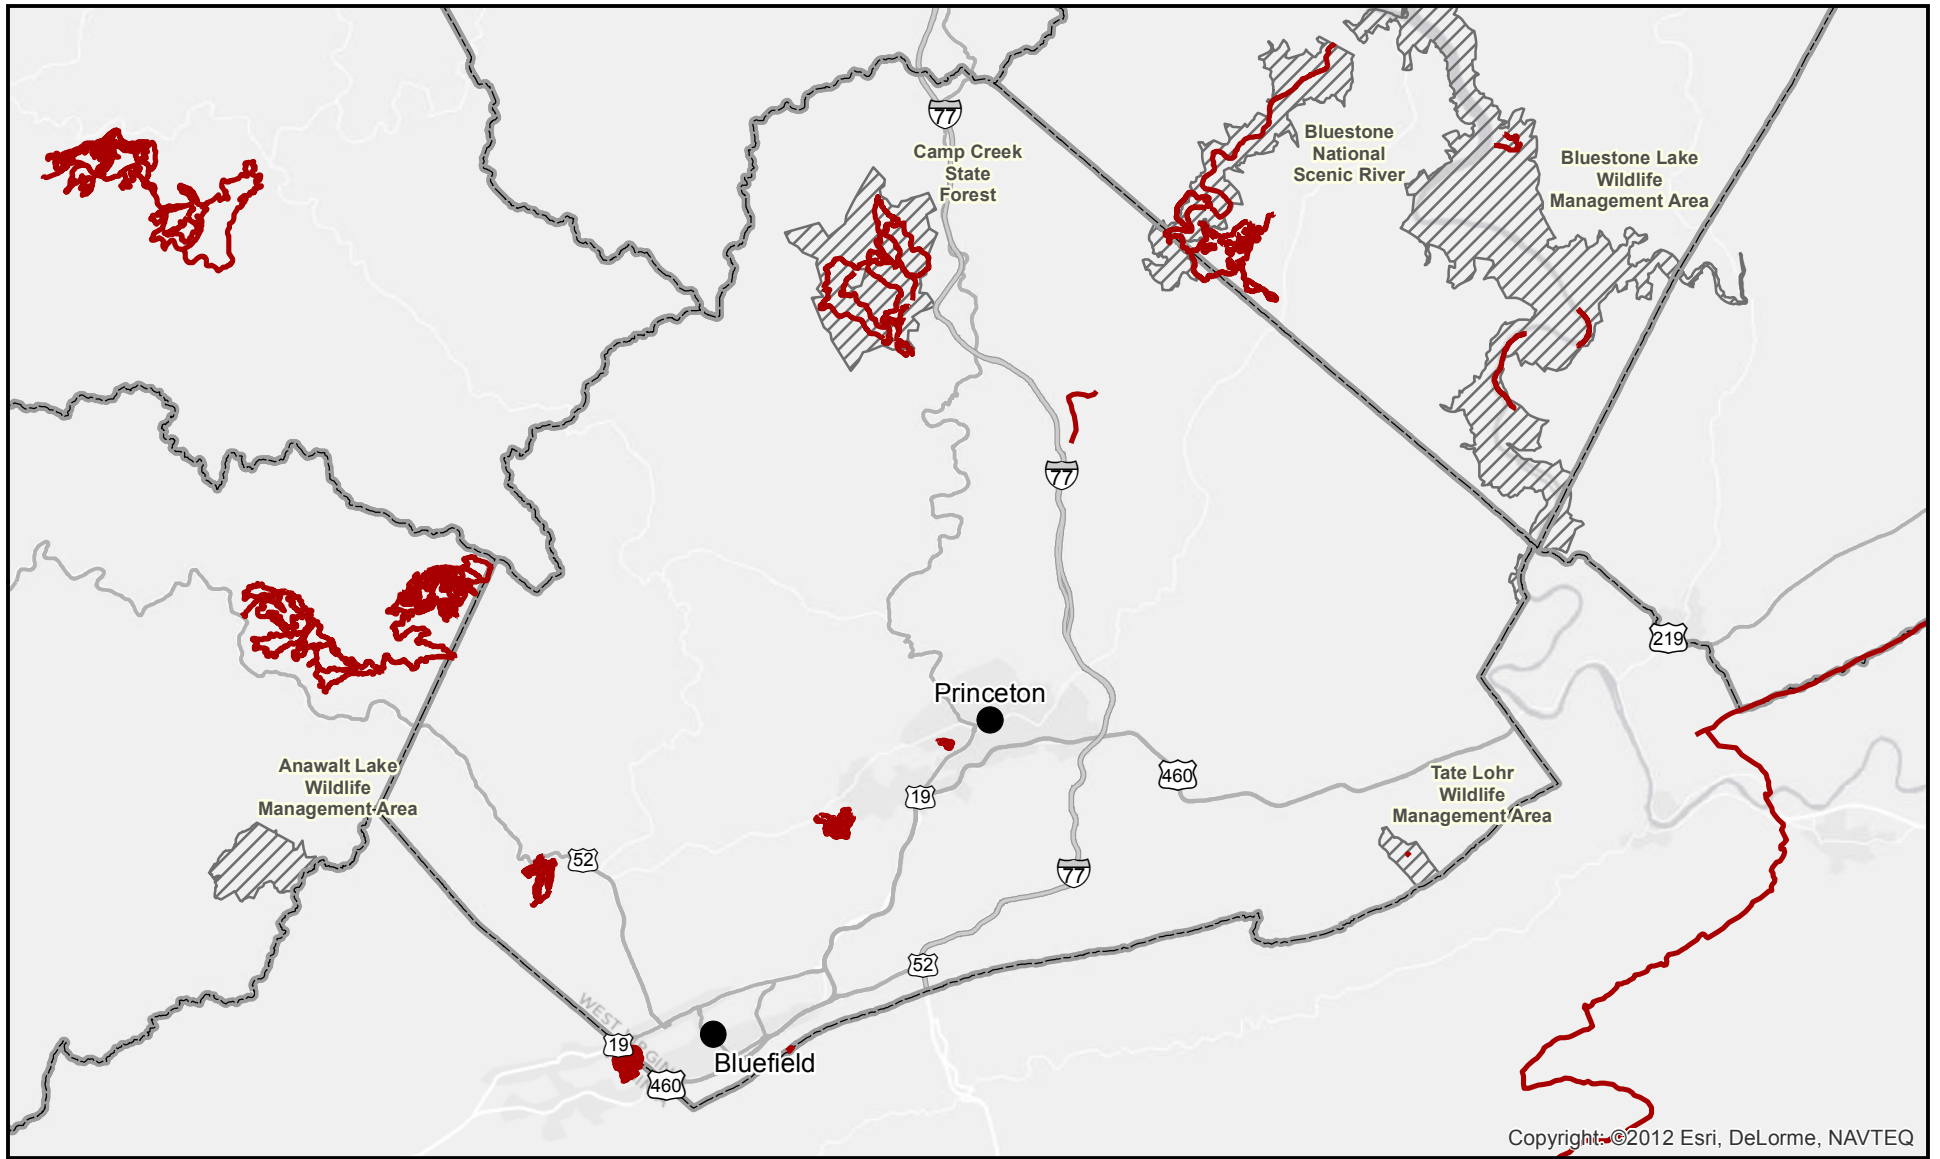 77
Camp Creek
State
Forest
Bluestone
National
Scenic River
Bluestone Lake
Wildlife
Management Area
77
219
Princeton
460
19
Anawalt Lake
Wildlife
Management Area
Tate Lohr
Wildlife
Management Area
52
77
52
WEST VIRGINIA
19
Bluefield
460
Copyright: ©2012 Esri, DeLorme, NAVTEQ